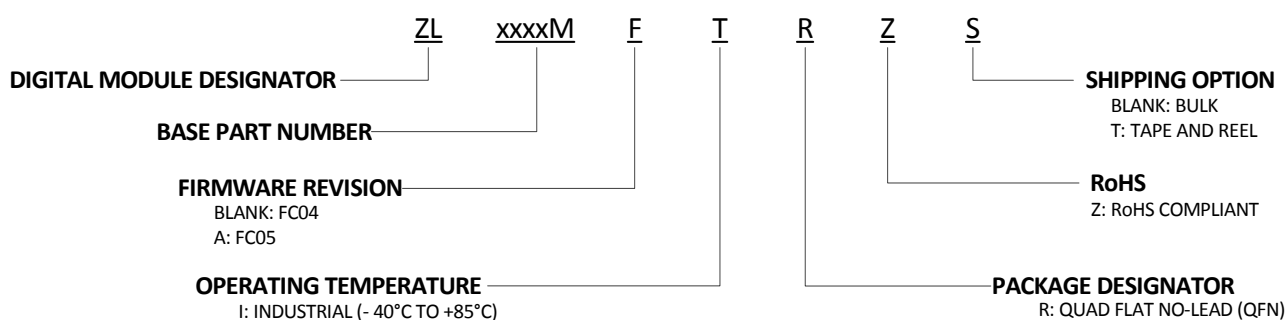 ZL xxxxM F T R Z S
DIGITAL MODULE DESIGNATOR
BASE PART NUMBER
FIRMWARE REVISION
BLANK: FC04
A: FC05
OPERATING TEMPERATURE
I: INDUSTRIAL (- 40°C TO +85°C)
SHIPPING OPTION
BLANK: BULK
T: TAPE AND REEL
RoHS
Z: RoHS COMPLIANT
PACKAGE DESIGNATOR
R: QUAD FLAT NO-LEAD (QFN)